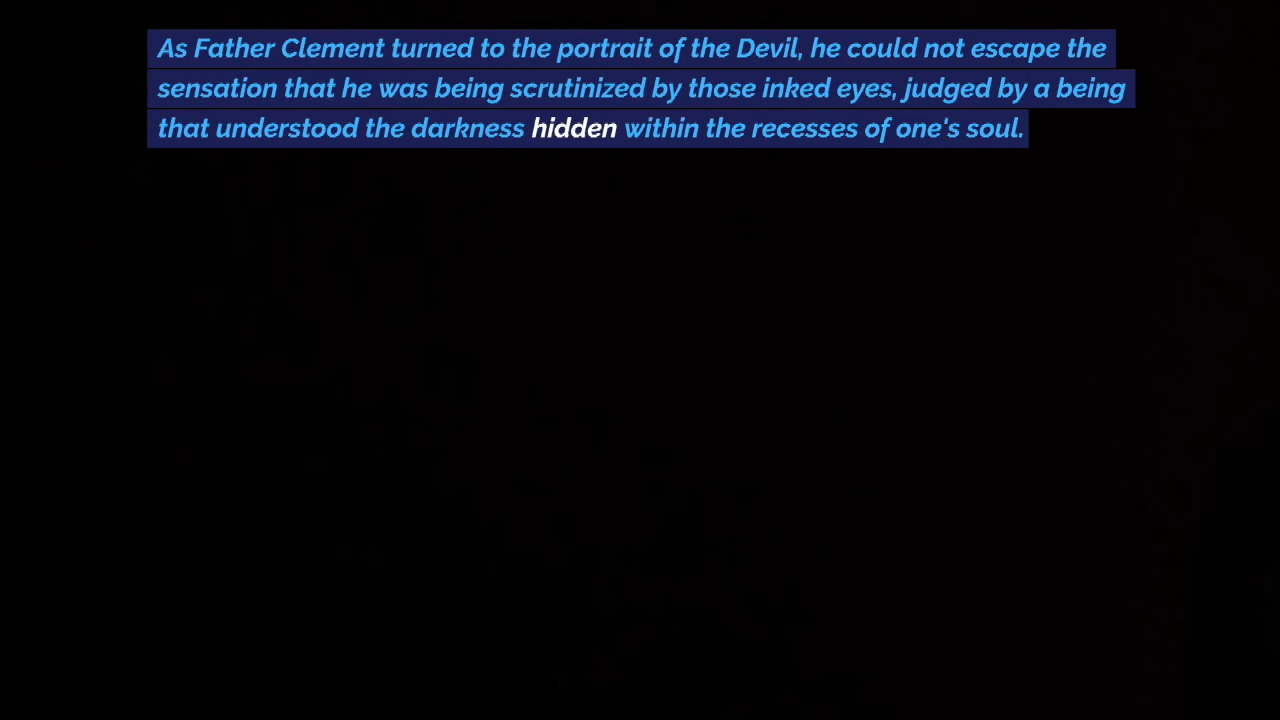 As Father Clement turned to the portrait of the Devil, he could not escape the
sensation that he was being scrutinized by those inked eyes, judged by a being
that understood the darkness hidden within the recesses of one's soul.